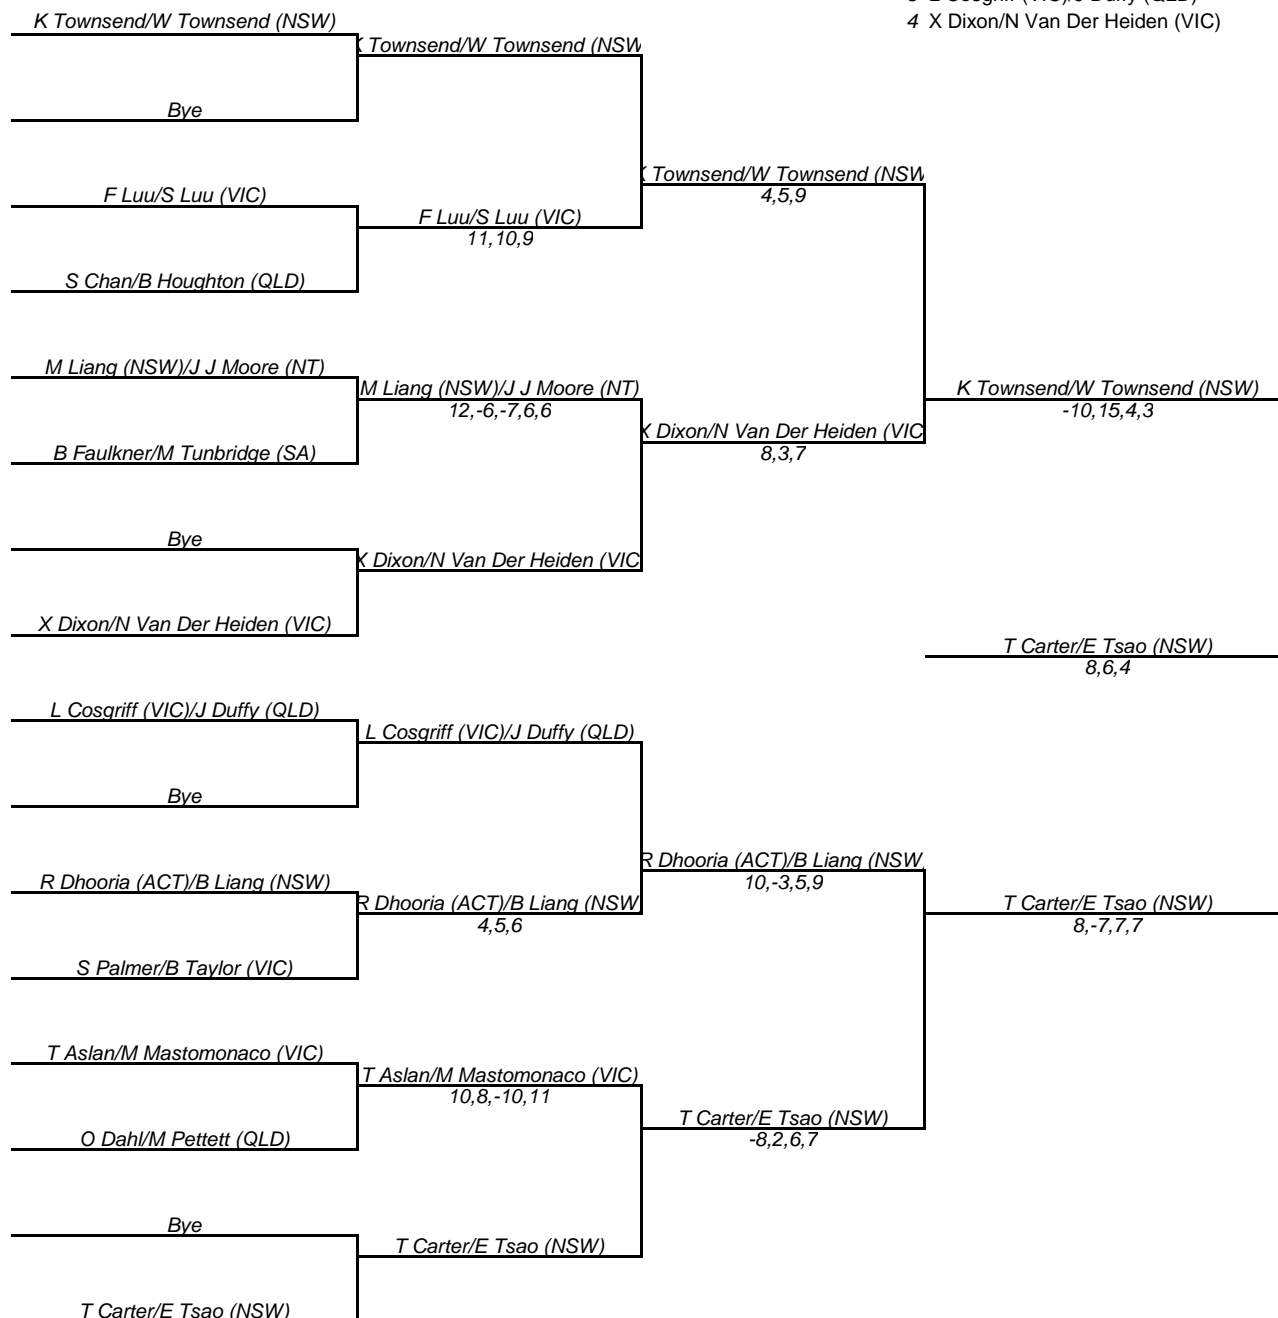 3 L Cosgriff (VIC)/J Duffy (QLD)
4 X Dixon/N Van Der Heiden (VIC)
K Townsend/W Townsend (NSW)
K Townsend/W Townsend (NSW
Bye
K Townsend/W Townsend (NSW
4,5,9
F Luu/S Luu (VIC)
F Luu/S Luu (VIC)
11,10,9
S Chan/B Houghton (QLD)
M Liang (NSW)/J J Moore (NT)
M Liang (NSW)/J J Moore (NT)
12,-6,-7,6,6
K Townsend/W Townsend (NSW)
-10,15,4,3
B Faulkner/M Tunbridge (SA)
X Dixon/N Van Der Heiden (VIC
8,3,7
Bye
X Dixon/N Van Der Heiden (VIC
X Dixon/N Van Der Heiden (VIC)
T Carter/E Tsao (NSW)
8,6,4
L Cosgriff (VIC)/J Duffy (QLD)
L Cosgriff (VIC)/J Duffy (QLD)
Bye
R Dhooria (ACT)/B Liang (NSW
10,-3,5,9
R Dhooria (ACT)/B Liang (NSW)
R Dhooria (ACT)/B Liang (NSW
4,5,6
T Carter/E Tsao (NSW)
8,-7,7,7
S Palmer/B Taylor (VIC)
T Aslan/M Mastomonaco (VIC)
T Aslan/M Mastomonaco (VIC)
10,8,-10,11
T Carter/E Tsao (NSW)
-8,2,6,7
O Dahl/M Pettett (QLD)
Bye
T Carter/E Tsao (NSW)
T Carter/E Tsao (NSW)